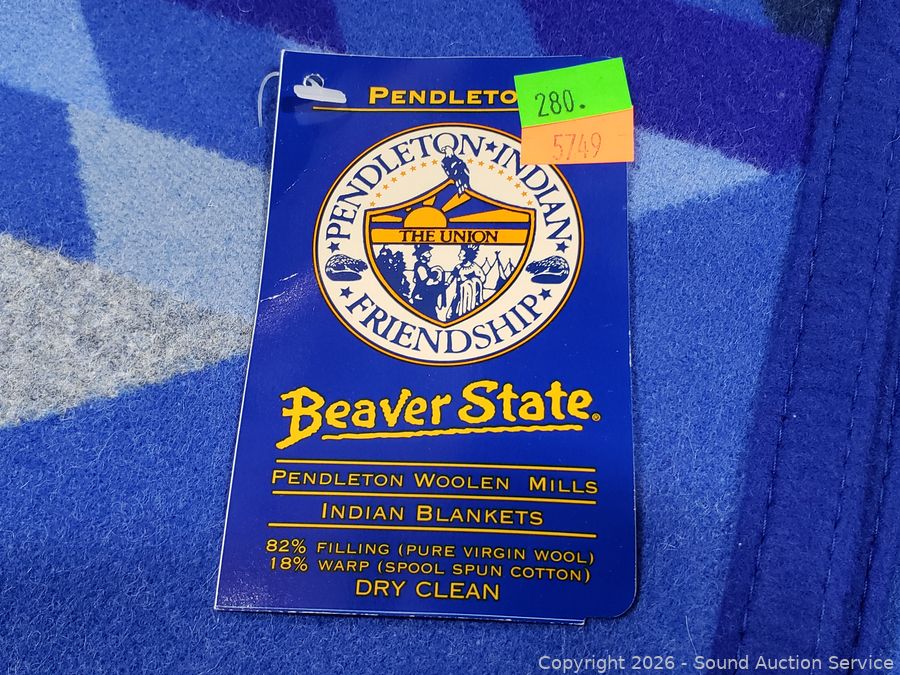 PENDLETO
280.
5749
PENDLETON★INDIAN
THE UNION
★FRIENDSHIP★
Beaver State®
PENDLETON WOOLEN MILLS
INDIAN BLANKETS
82% FILLING (PURE VIRGIN WOOL)
18% WARP (SPOOL SPUN COTTON)
DRY CLEAN
Copyright 2026 - Sound Auction Service